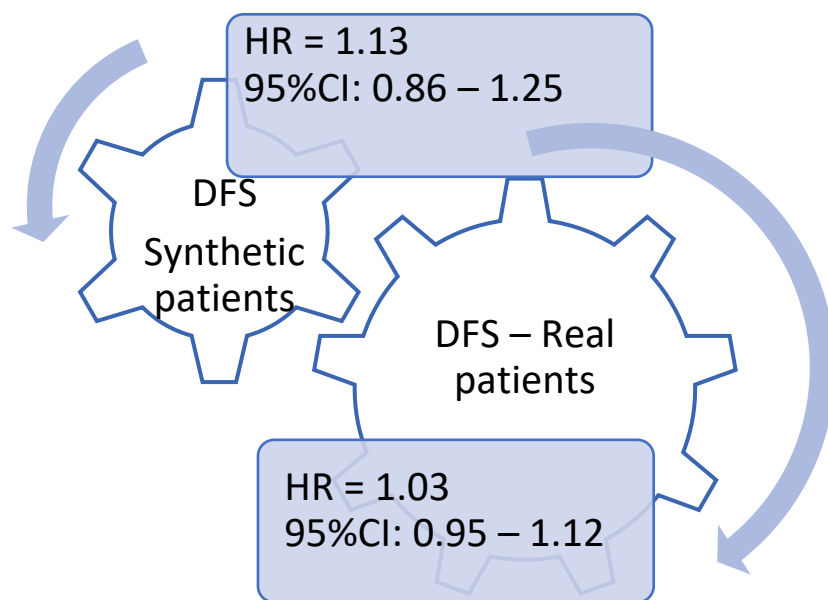 HR = 1.13
95%CI: 0.86 – 1.25
DFS
Synthetic
patients
DFS – Real
patients
HR = 1.03
95%CI: 0.95 – 1.12